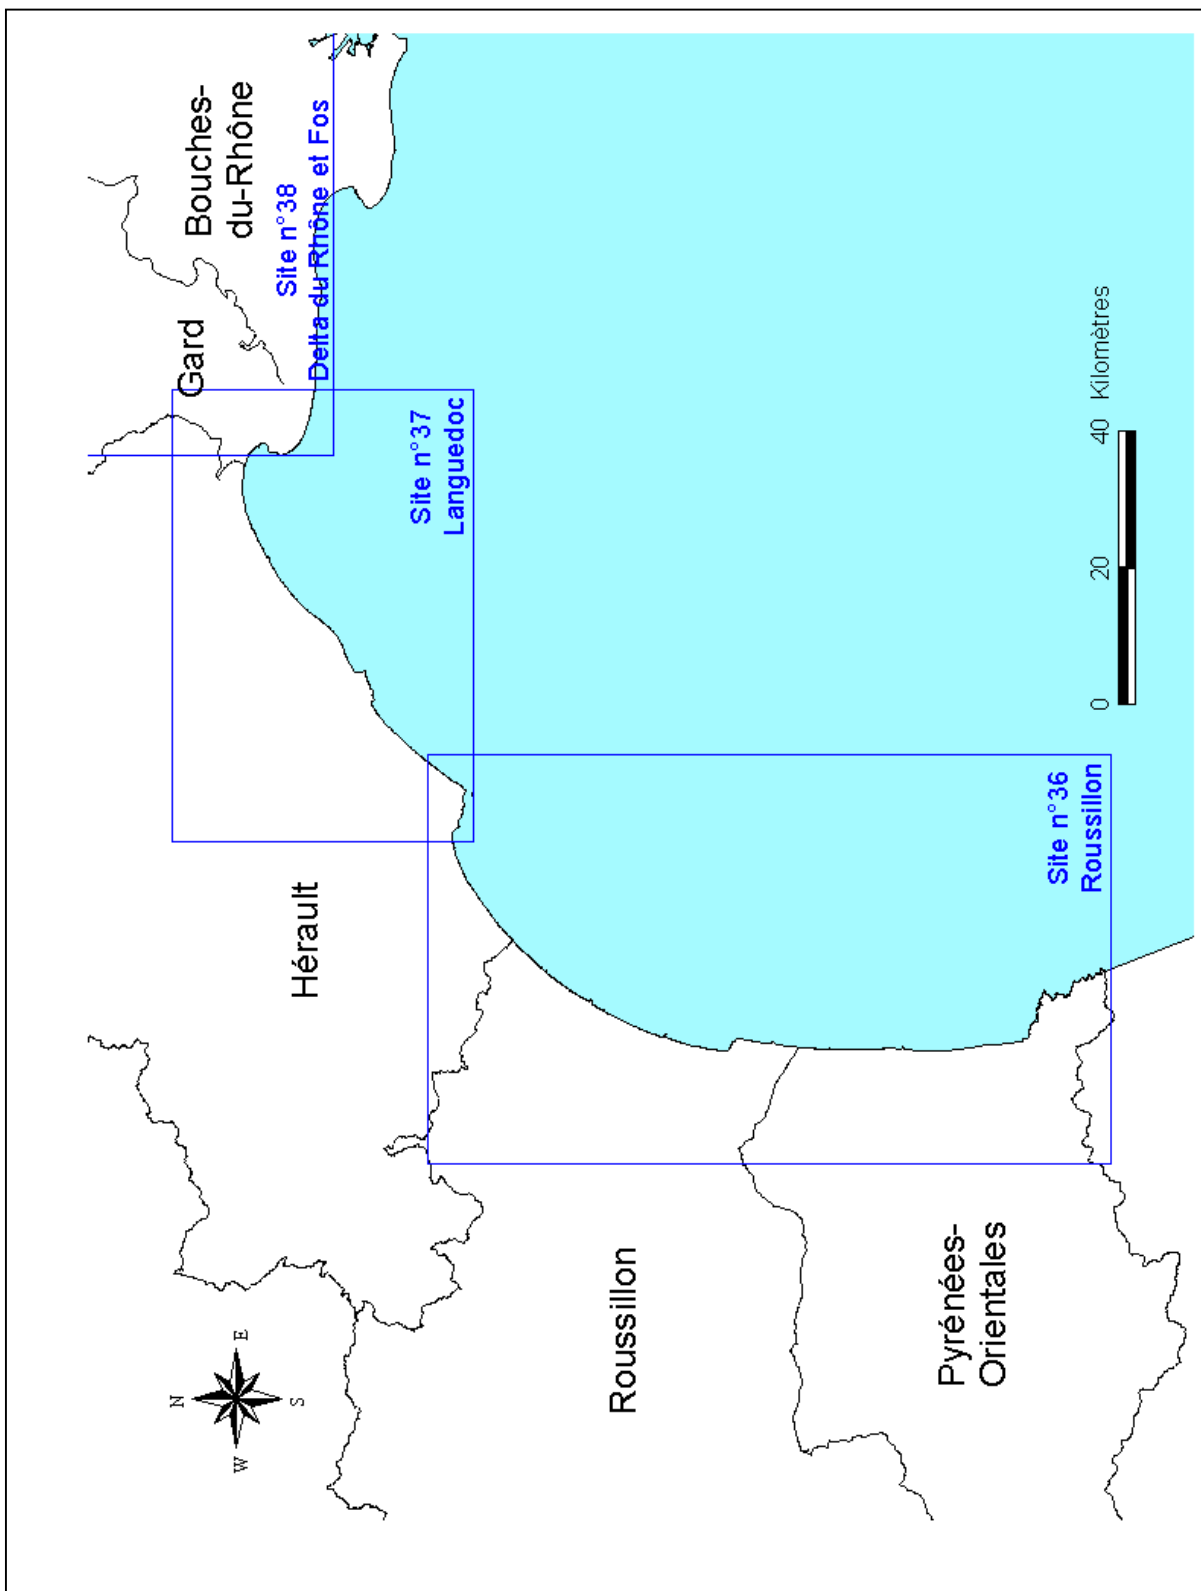 Bouches-
du-Rhône
Gard
Site n°38
Delta du Rhône et Fos
Site n°37
Languedoc
Hérault
Site n°36
Roussillon
Roussillon
Pyrénées-
Orientales
N
W
E
S
0
20
40
Kilomètres